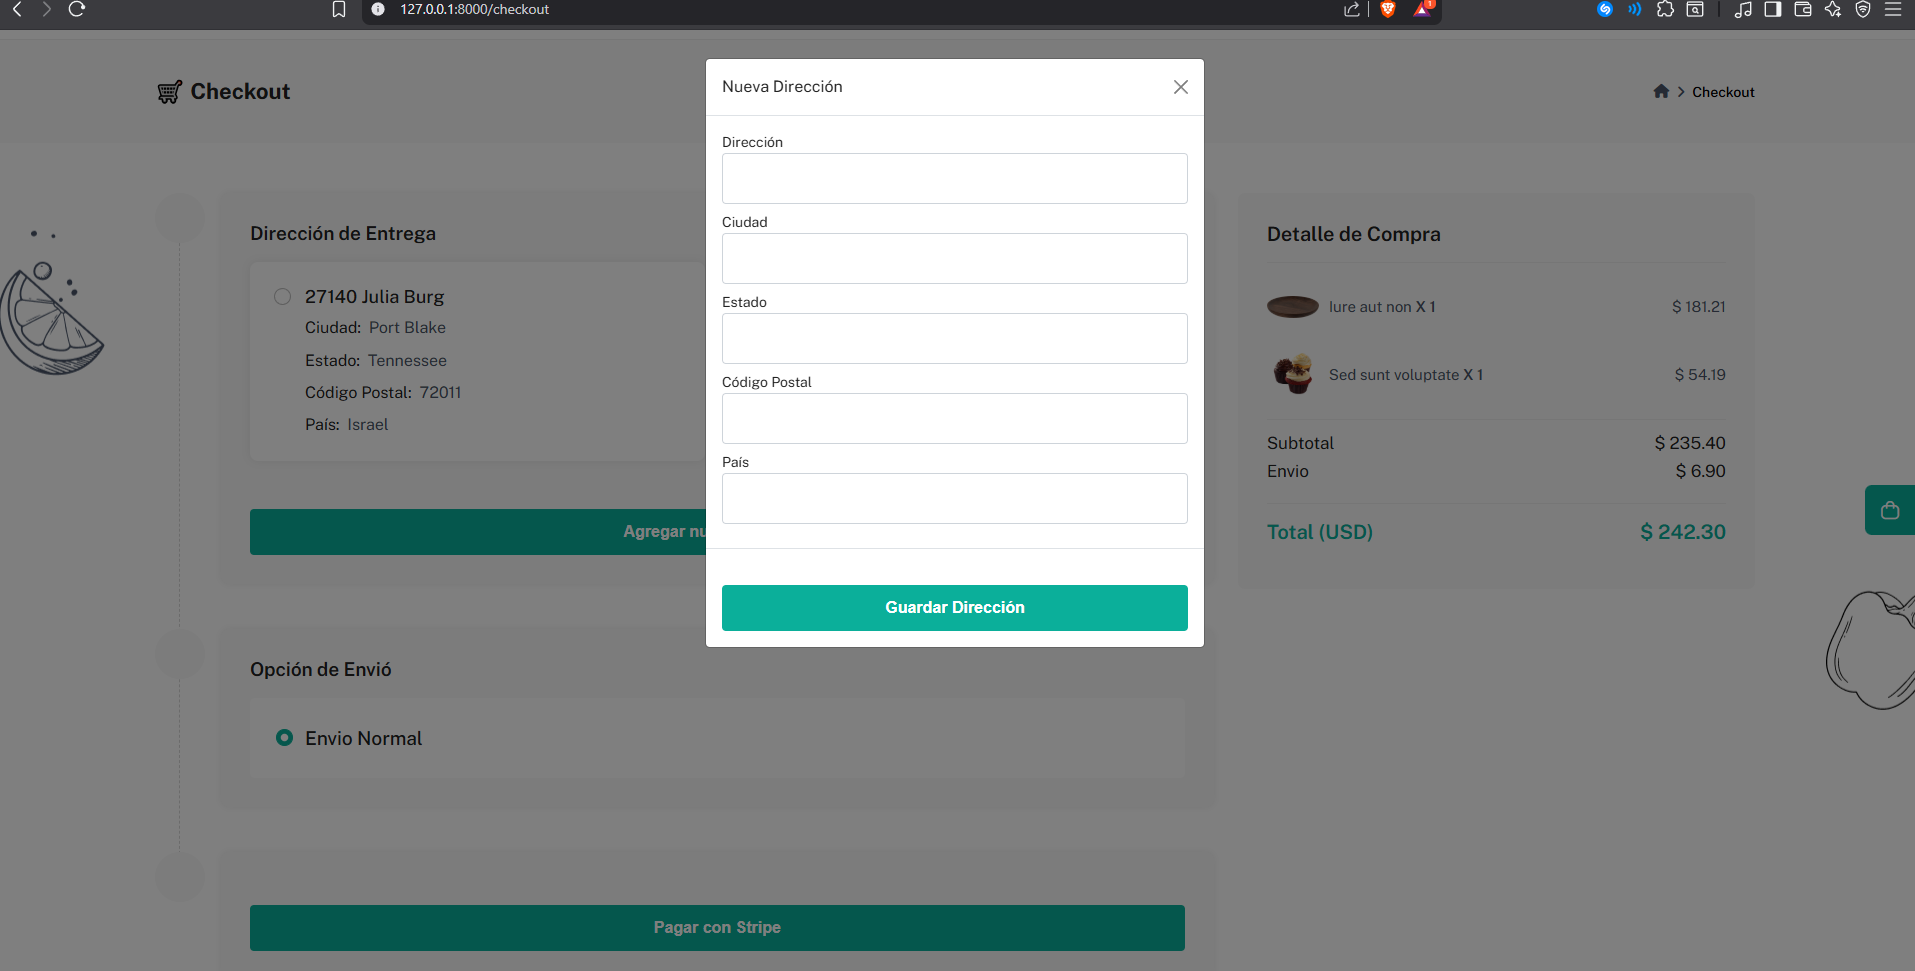 127.0.0.1:8000/checkout
1
Checkout
Checkout
Nueva Dirección
Dirección
Ciudad
Estado
Código Postal
País
Guardar Dirección
Dirección de Entrega
27140 Julia Burg
Ciudad: Port Blake
Estado: Tennessee
Código Postal: 72011
País: Israel
Agregar nu
Opción de Envió
Envio Normal
Pagar con Stripe
Detalle de Compra
Iure aut non X 1 $ 181.21
Sed sunt voluptate X 1 $ 54.19
Subtotal $ 235.40
Envio $ 6.90
Total (USD) $ 242.30